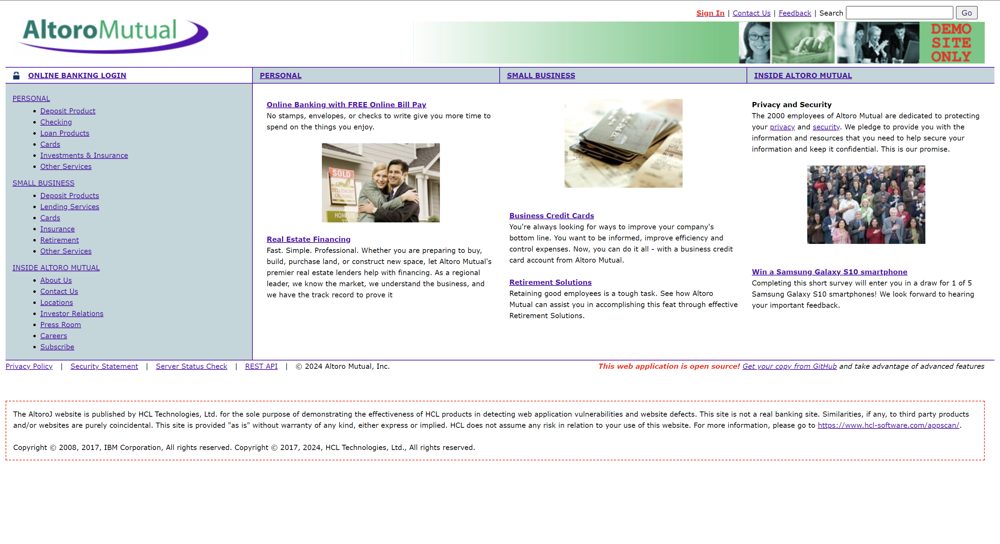 Sign In | Contact Us | Feedback | Search Go
AltoroMutual
DEMO
SITE
ONLY
ONLINE BANKING LOGIN
PERSONAL
SMALL BUSINESS
INSIDE ALTORO MUTUAL
PERSONAL
Deposit Product
Checking
Loan Products
Cards
Investments & Insurance
Other Services
SMALL BUSINESS
Deposit Products
Lending Services
Cards
Insurance
Retirement
Other Services
INSIDE ALTORO MUTUAL
About Us
Contact Us
Locations
Investor Relations
Press Room
Careers
Subscribe
Online Banking with FREE Online Bill Pay
No stamps, envelopes, or checks to write give you more time to
spend on the things you enjoy.
SOLD
BELLEMONT
CROSSING
HOMESITE
Real Estate Financing
Fast. Simple. Professional. Whether you are preparing to buy,
build, purchase land, or construct new space, let Altoro Mutual's
premier real estate lenders help with financing. As a regional
leader, we know the market, we understand the business, and
we have the track record to prove it
Business Credit Cards
You're always looking for ways to improve your company's
bottom line. You want to be informed, improve efficiency and
control expenses. Now, you can do it all - with a business credit
card account from Altoro Mutual.
Retirement Solutions
Retaining good employees is a tough task. See how Altoro
Mutual can assist you in accomplishing this feat through effective
Retirement Solutions.
Privacy and Security
The 2000 employees of Altoro Mutual are dedicated to protecting
your privacy and security. We pledge to provide you with the
information and resources that you need to help secure your
information and keep it confidential. This is our promise.
Win a Samsung Galaxy S10 smartphone
Completing this short survey will enter you in a draw for 1 of 5
Samsung Galaxy S10 smartphones! We look forward to hearing
your important feedback.
Privacy Policy | Security Statement | Server Status Check | REST API | © 2024 Altoro Mutual, Inc.
This web application is open source! Get your copy from GitHub and take advantage of advanced features
The AltoroJ website is published by HCL Technologies, Ltd. for the sole purpose of demonstrating the effectiveness of HCL products in detecting web application vulnerabilities and website defects. This site is not a real banking site. Similarities, if any, to third party products
and/or websites are purely coincidental. This site is provided "as is" without warranty of any kind, either express or implied. HCL does not assume any risk in relation to your use of this website. For more information, please go to https://www.hcl-software.com/appscan/.
Copyright © 2008, 2017, IBM Corporation, All rights reserved. Copyright © 2017, 2024, HCL Technologies, Ltd., All rights reserved.